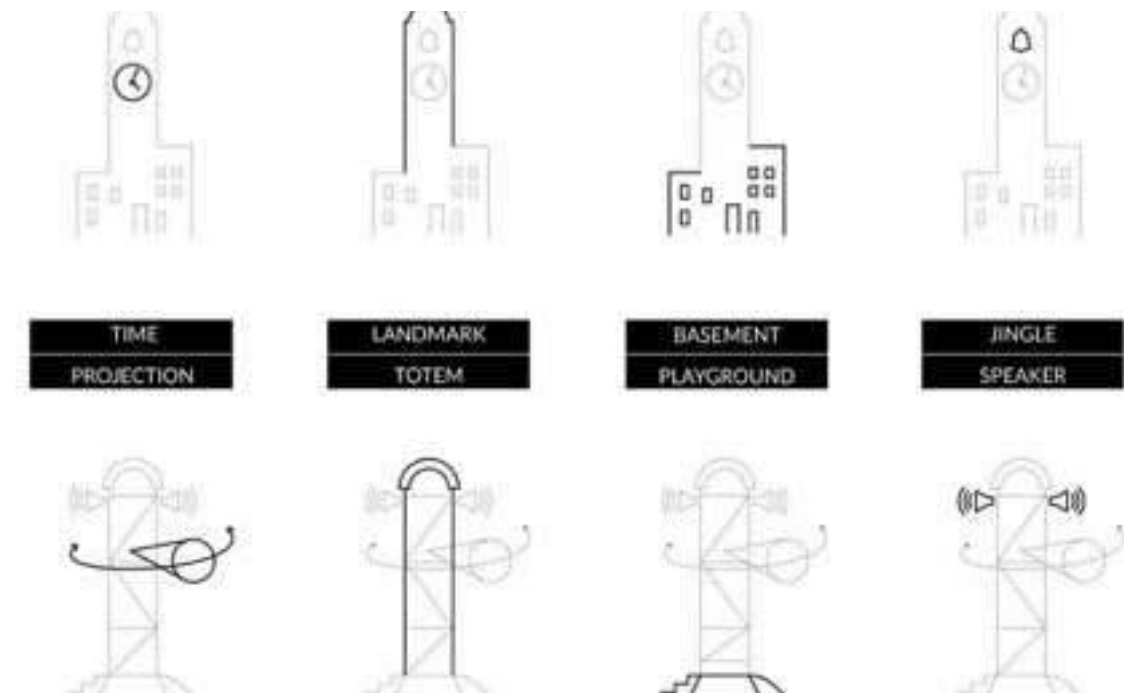 TIME
PROJECTION
LANDMARK
TOTEM
BASEMENT
PLAYGROUND
JINGLE
SPEAKER